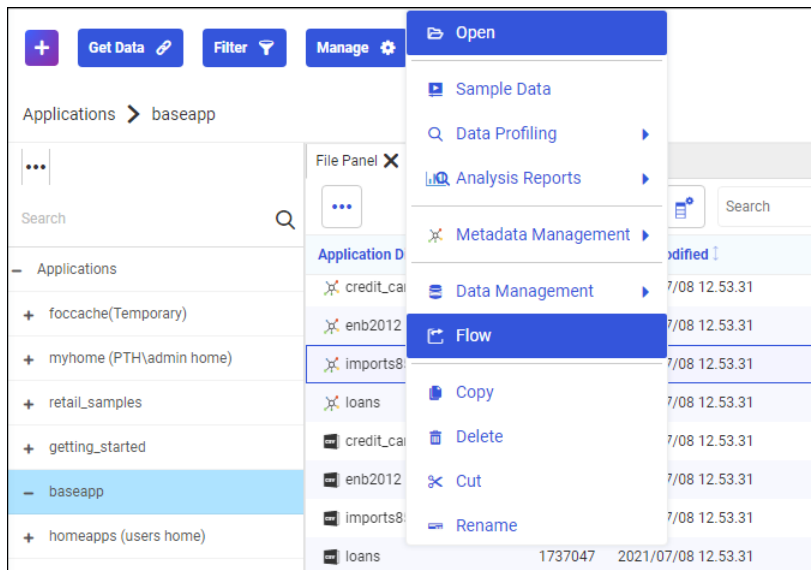 + Get Data Filter Manage
Applications > baseapp
...
Search
− Applications
+ foccache(Temporary)
+ myhome (PTH\admin home)
+ retail_samples
+ getting_started
− baseapp
+ homeapps (users home)
File Panel ✕
...
Search
Application D
odified
credit_ca 7/08 12.53.31
enb2012 7/08 12.53.31
imports8 7/08 12.53.31
loans 7/08 12.53.31
credit_ca 7/08 12.53.31
enb2012 7/08 12.53.31
imports8 7/08 12.53.31
loans 1737047 2021/07/08 12.53.31
Open
Sample Data
Data Profiling
Analysis Reports
Metadata Management
Data Management
Flow
Copy
Delete
Cut
Rename